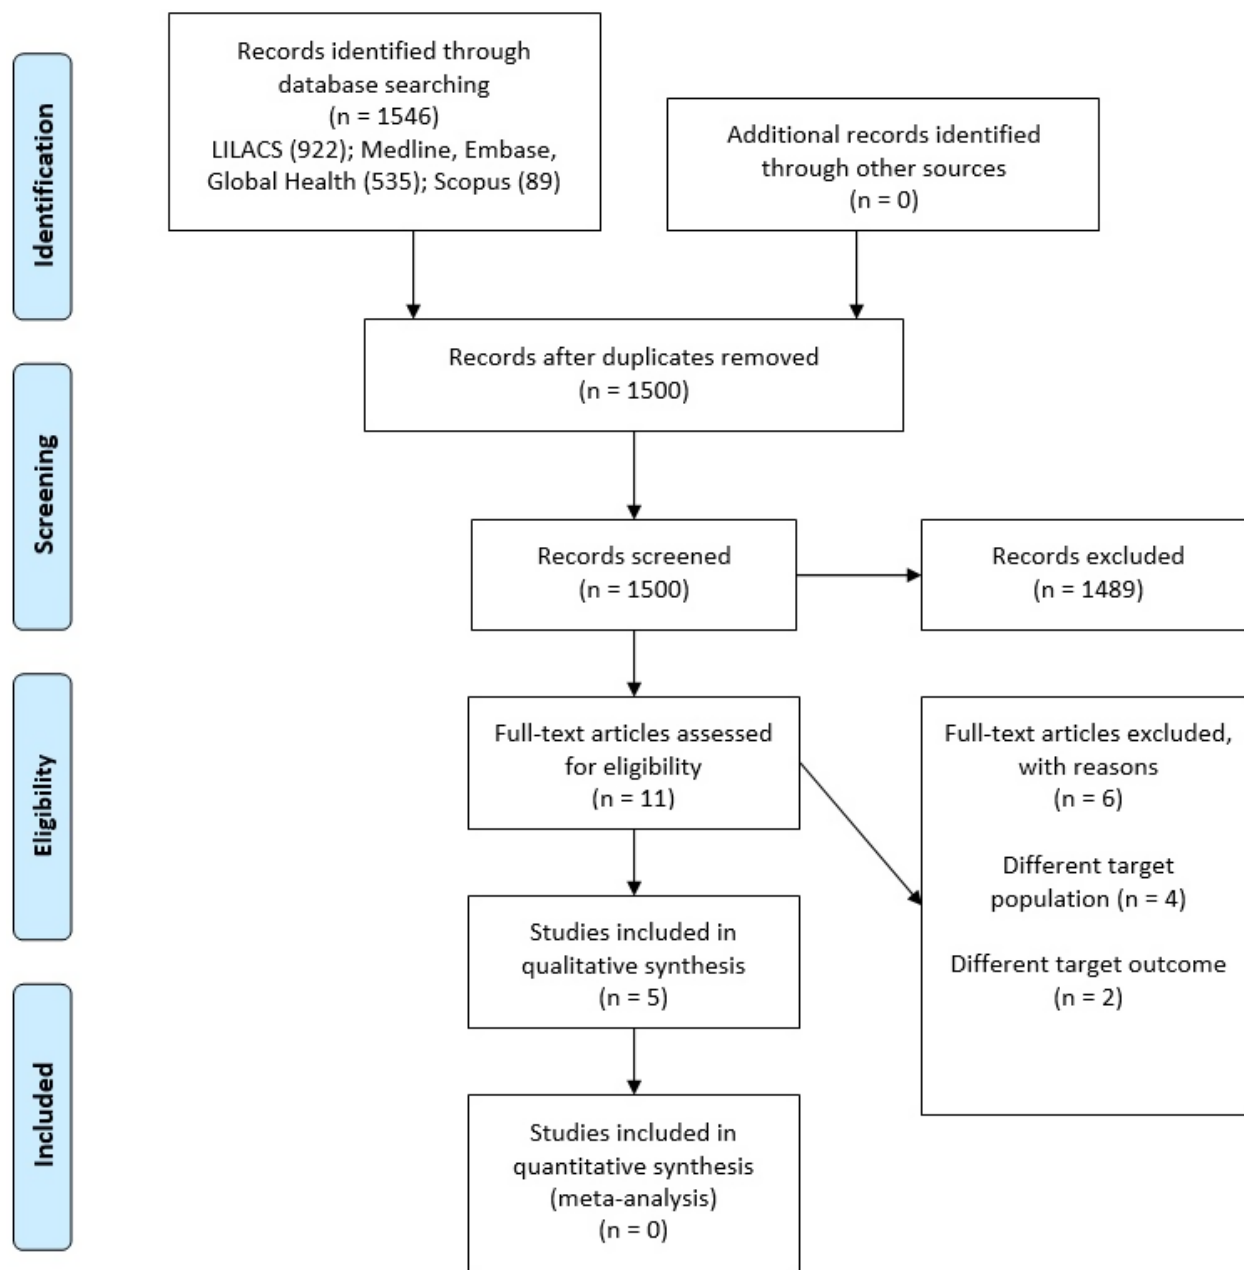 Identification
Records identified through
database searching
(n = 1546)
LILACS (922); Medline, Embase,
Global Health (535); Scopus (89)
Additional records identified
through other sources
(n = 0)
Screening
Records after duplicates removed
(n = 1500)
Records screened
(n = 1500)
Records excluded
(n = 1489)
Eligibility
Full-text articles assessed
for eligibility
(n = 11)
Full-text articles excluded,
with reasons
(n = 6)
Different target
population (n = 4)
Different target outcome
(n = 2)
Studies included in
qualitative synthesis
(n = 5)
Included
Studies included in
quantitative synthesis
(meta-analysis)
(n = 0)